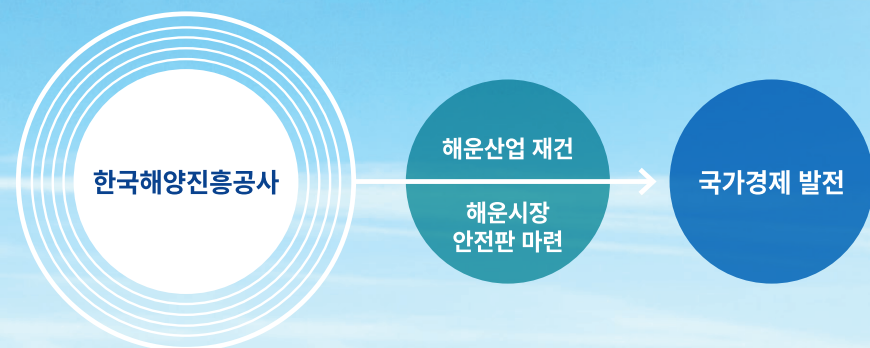 한국해양진흥공사
해운산업 재건
해운시장
안전판 마련
국가경제 발전